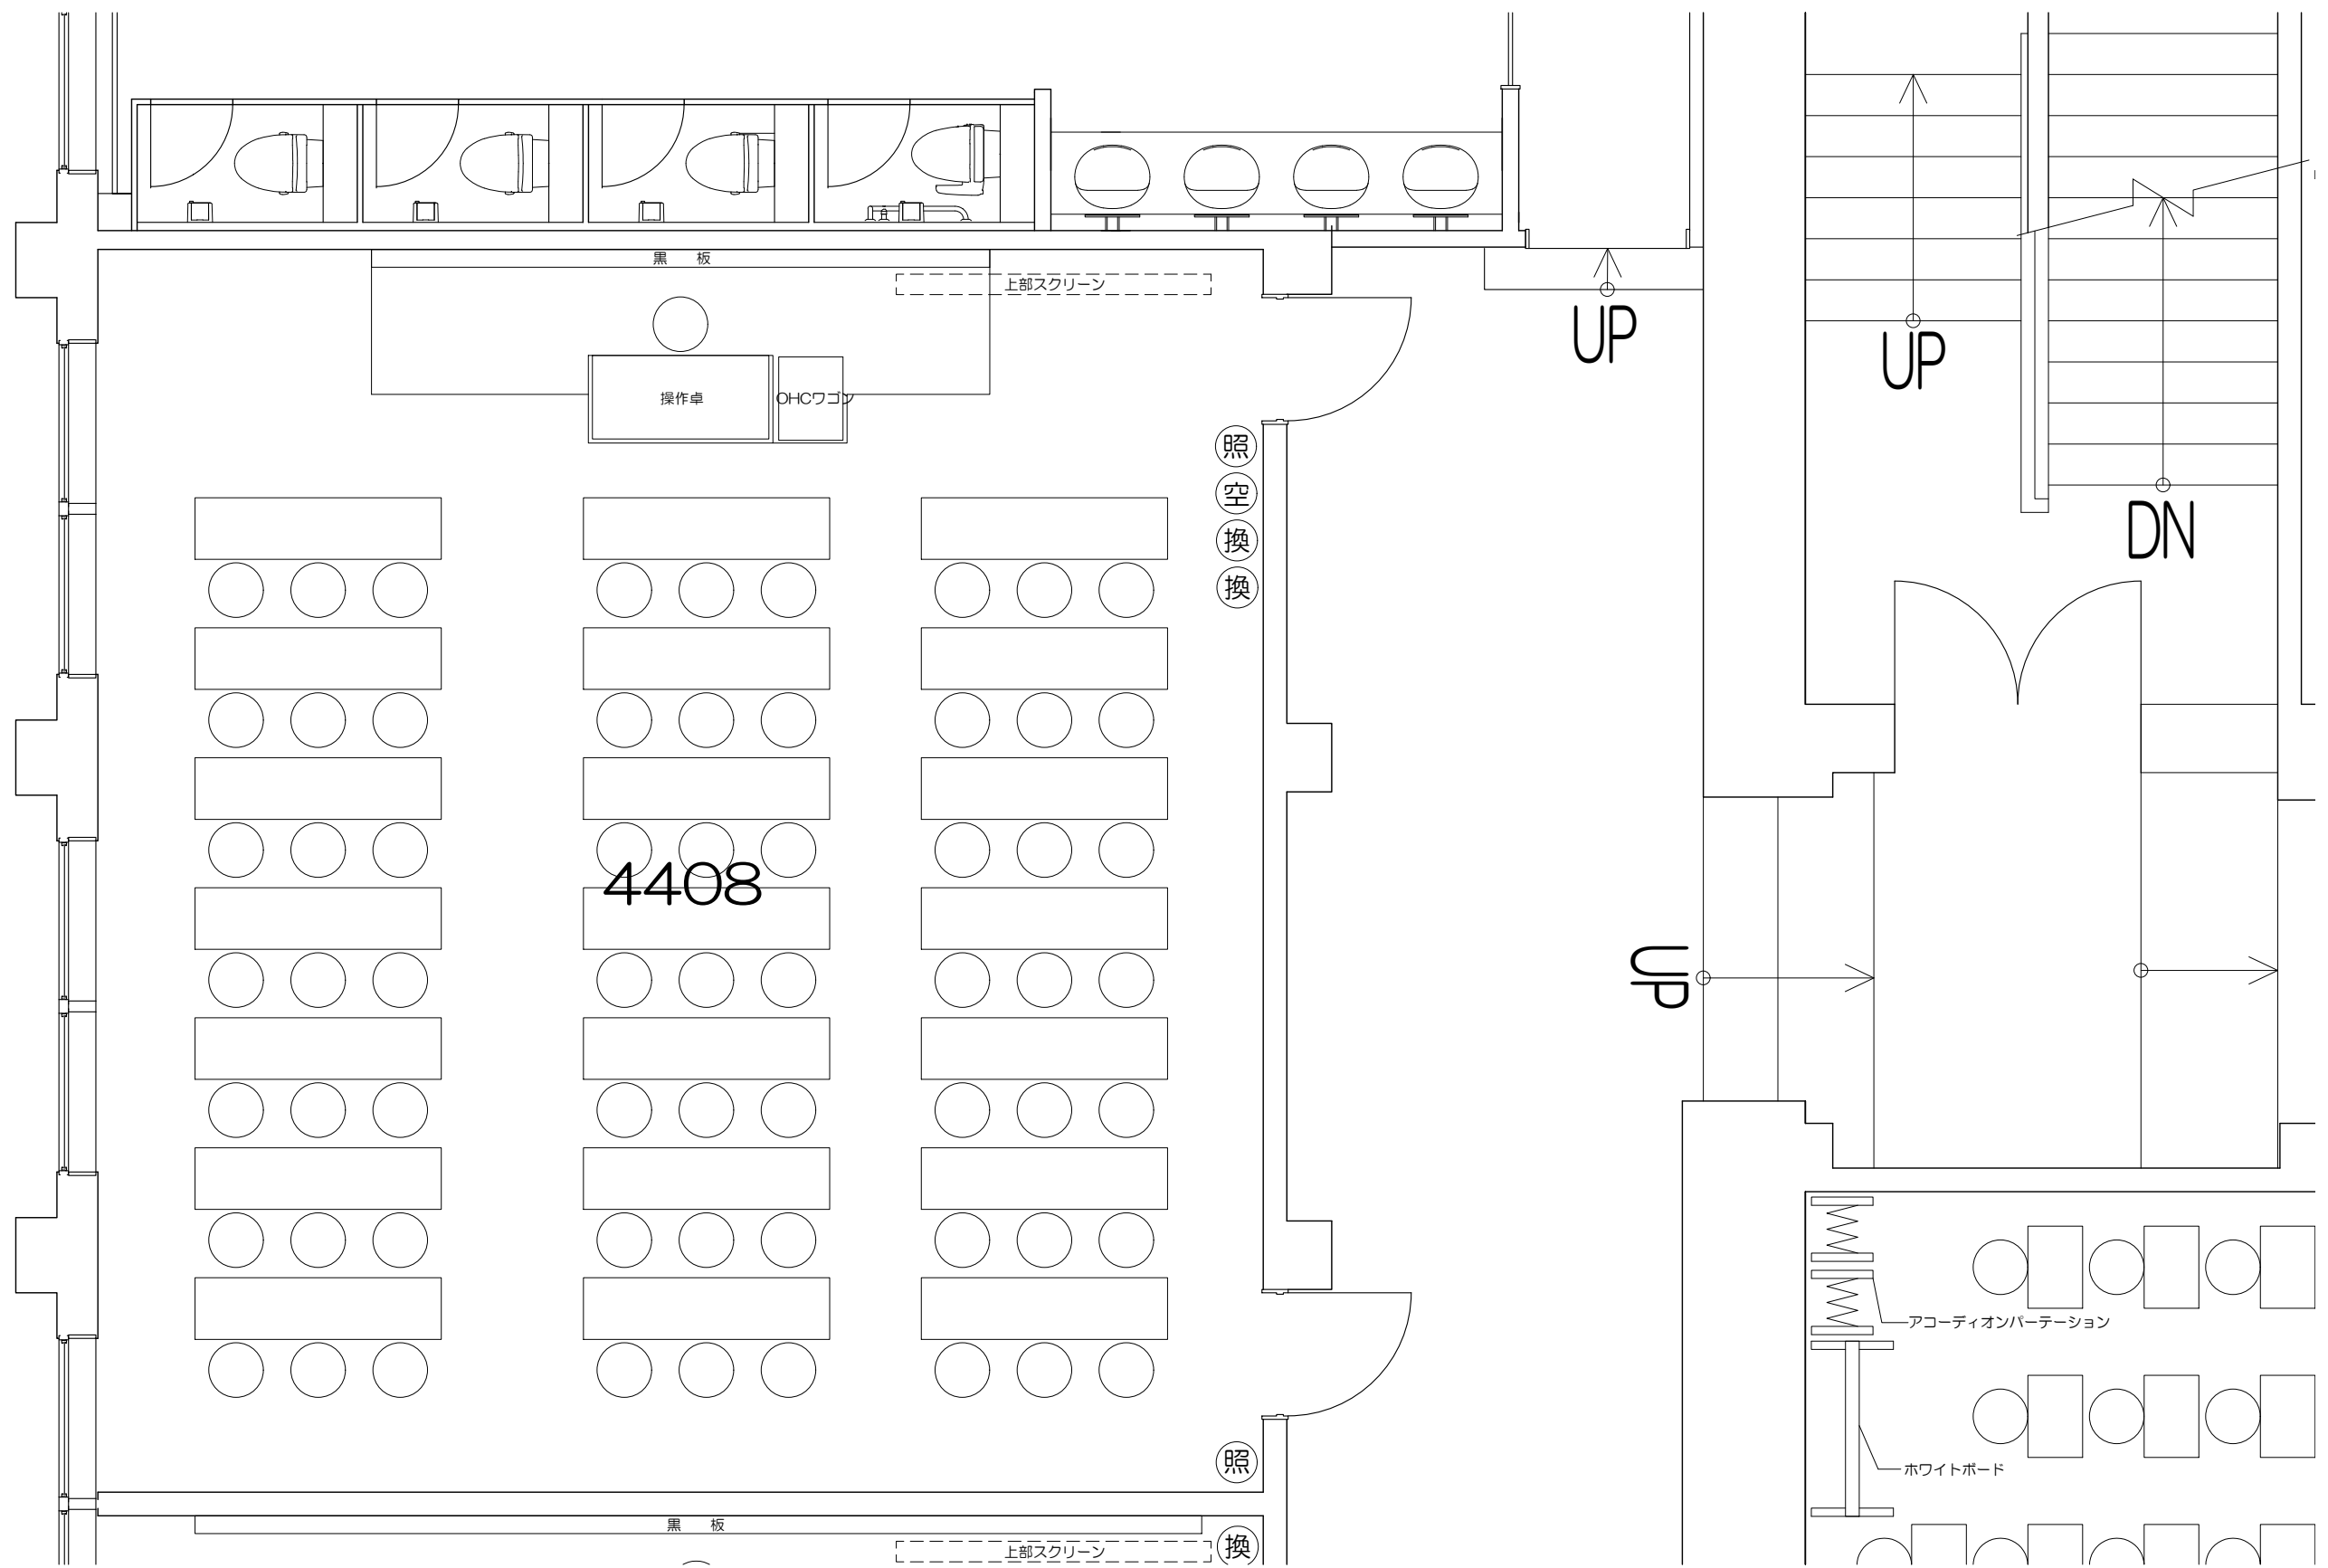 黒　板
上部スクリーン
UP
UP
操作卓
OHCワゴン
照
空
換
換
DN
4408
UP
アコーディオンパーテーション
照
ホワイトボード
黒　板
上部スクリーン
換